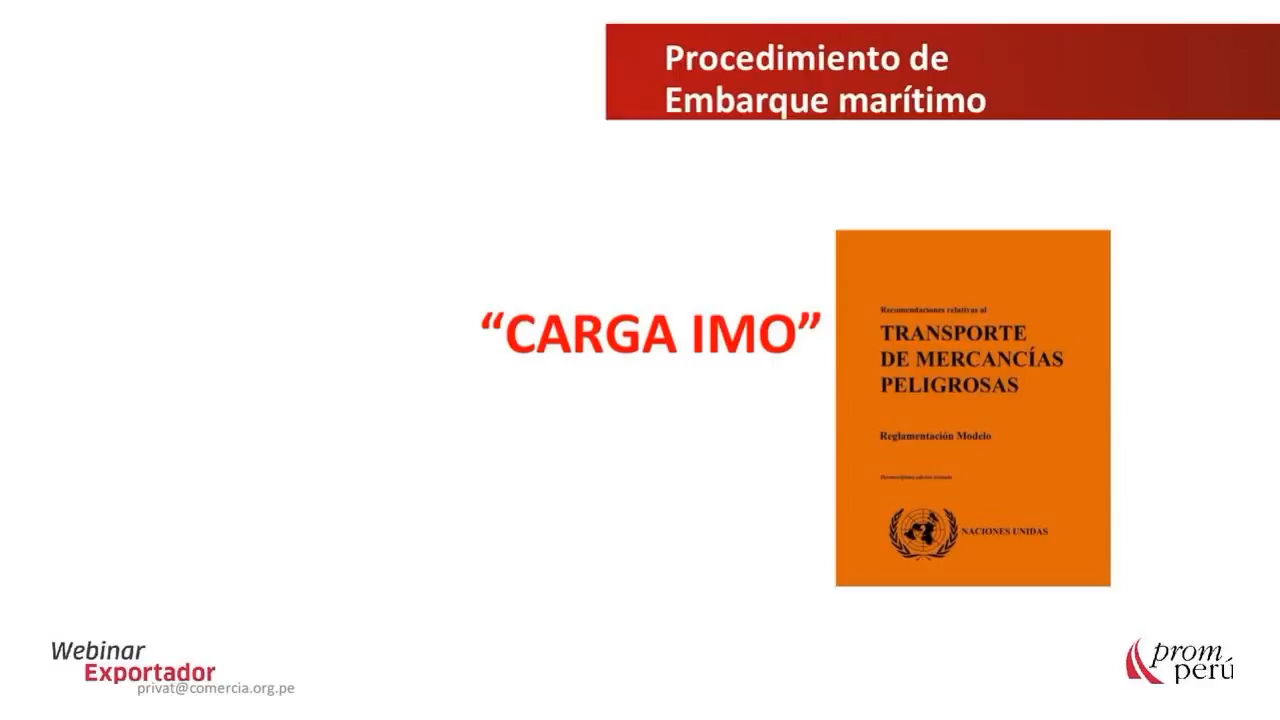 Procedimiento de
Embarque marítimo
“CARGA IMO”
Recomendaciones relativas al
TRANSPORTE
DE MERCANCÍAS
PELIGROSAS
Reglamentación Modelo
NACIONES UNIDAS
Webinar
Exportador
privat@comercia.org.pe
prom
perú